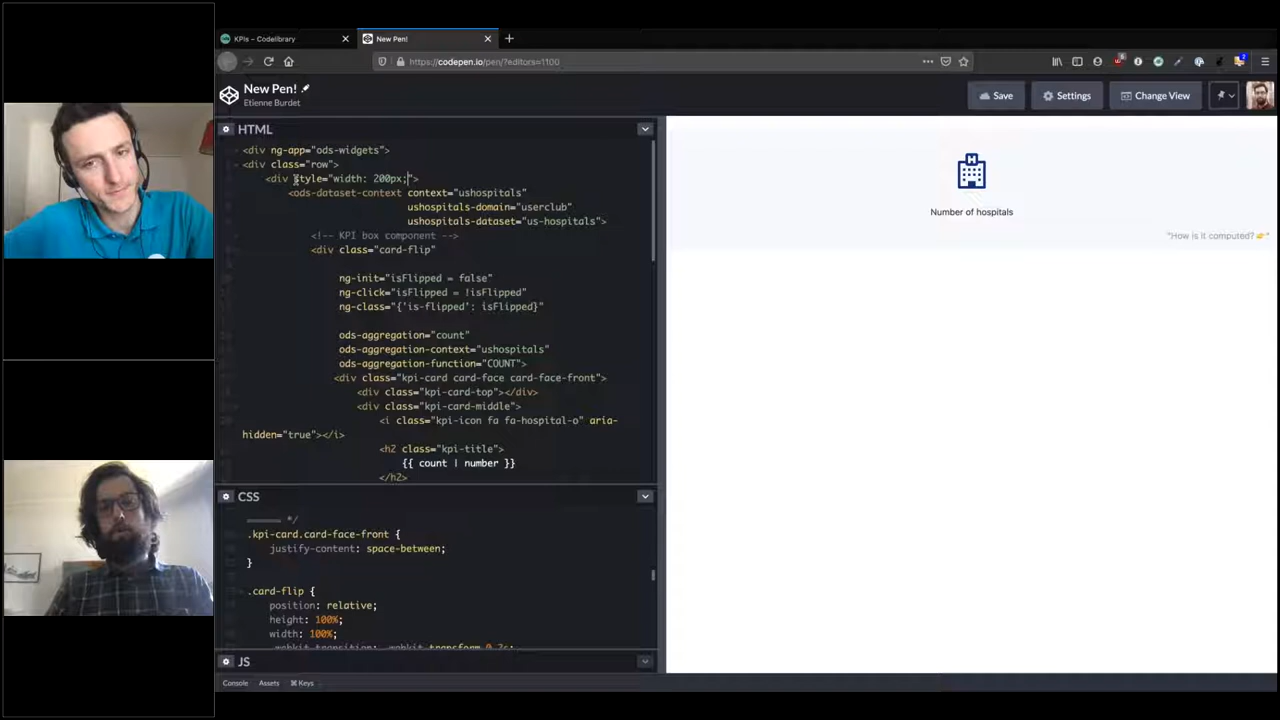 KPIs – Codelibrary
New Pen!
https://codepen.io/pen/?editors=1100
New Pen!
Etienne Burdet
Save
Settings
Change View
HTML
<div ng-app="ods-widgets">
<div class="row">
<div style="width: 200px;">
<ods-dataset-context context="ushospitals"
ushospitals-domain="userclub"
ushospitals-dataset="us-hospitals">
<!-- KPI box component -->
<div class="card-flip"
ng-init="isFlipped = false"
ng-click="isFlipped = !isFlipped"
ng-class="{'is-flipped': isFlipped}"
ods-aggregation="count"
ods-aggregation-context="ushospitals"
ods-aggregation-function="COUNT">
<div class="kpi-card card-face card-face-front">
<div class="kpi-card-top"></div>
<div class="kpi-card-middle">
<i class="kpi-icon fa fa-hospital-o" aria-
hidden="true"></i>
<h2 class="kpi-title">
{{ count | number }}
</h2>
CSS
====== */
.kpi-card.card-face-front {
justify-content: space-between;
}
.card-flip {
position: relative;
height: 100%;
width: 100%;
JS
Console
Assets
⌘ Keys
H
Number of hospitals
"How is it computed? 👉"